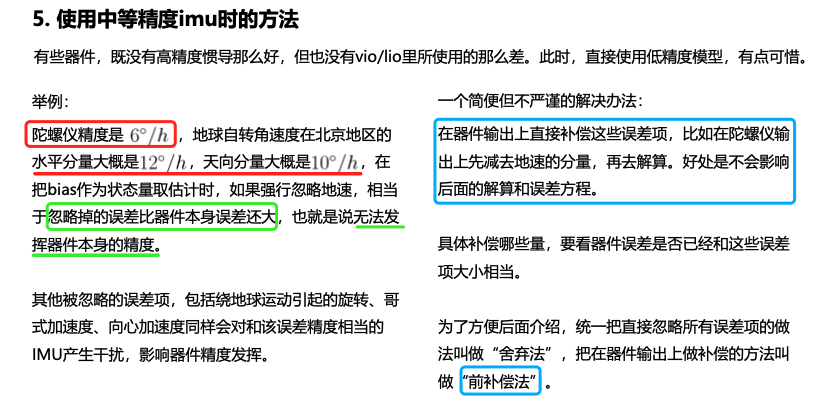 5. 使用中等精度imu时的方法
有些器件，既没有高精度惯导那么好，但也没有vio/lio里所使用的那么差。此时，直接使用低精度模型，有点可惜。
举例：
陀螺仪精度是 6°/h ，地球自转角速度在北京地区的
水平分量大概是12°/h，天向分量大概是10°/h，在
把bias作为状态量取估计时，如果强行忽略地速，相当
于忽略掉的误差比器件本身误差还大，也就是说无法发
挥器件本身的精度。
其他被忽略的误差项，包括绕地球运动引起的旋转、哥
式加速度、向心加速度同样会对和该误差精度相当的
IMU产生干扰，影响器件精度发挥。
一个简便但不严谨的解决办法：
在器件输出上直接补偿这些误差项，比如在陀螺仪输
出上先减去地速的分量，再去解算。好处是不会影响
后面的解算和误差方程。
具体补偿哪些量，要看器件误差是否已经和这些误差
项大小相当。
为了方便后面介绍，统一把直接忽略所有误差项的做
法叫做“舍弃法”，把在器件输出上做补偿的方法叫
做“前补偿法”。